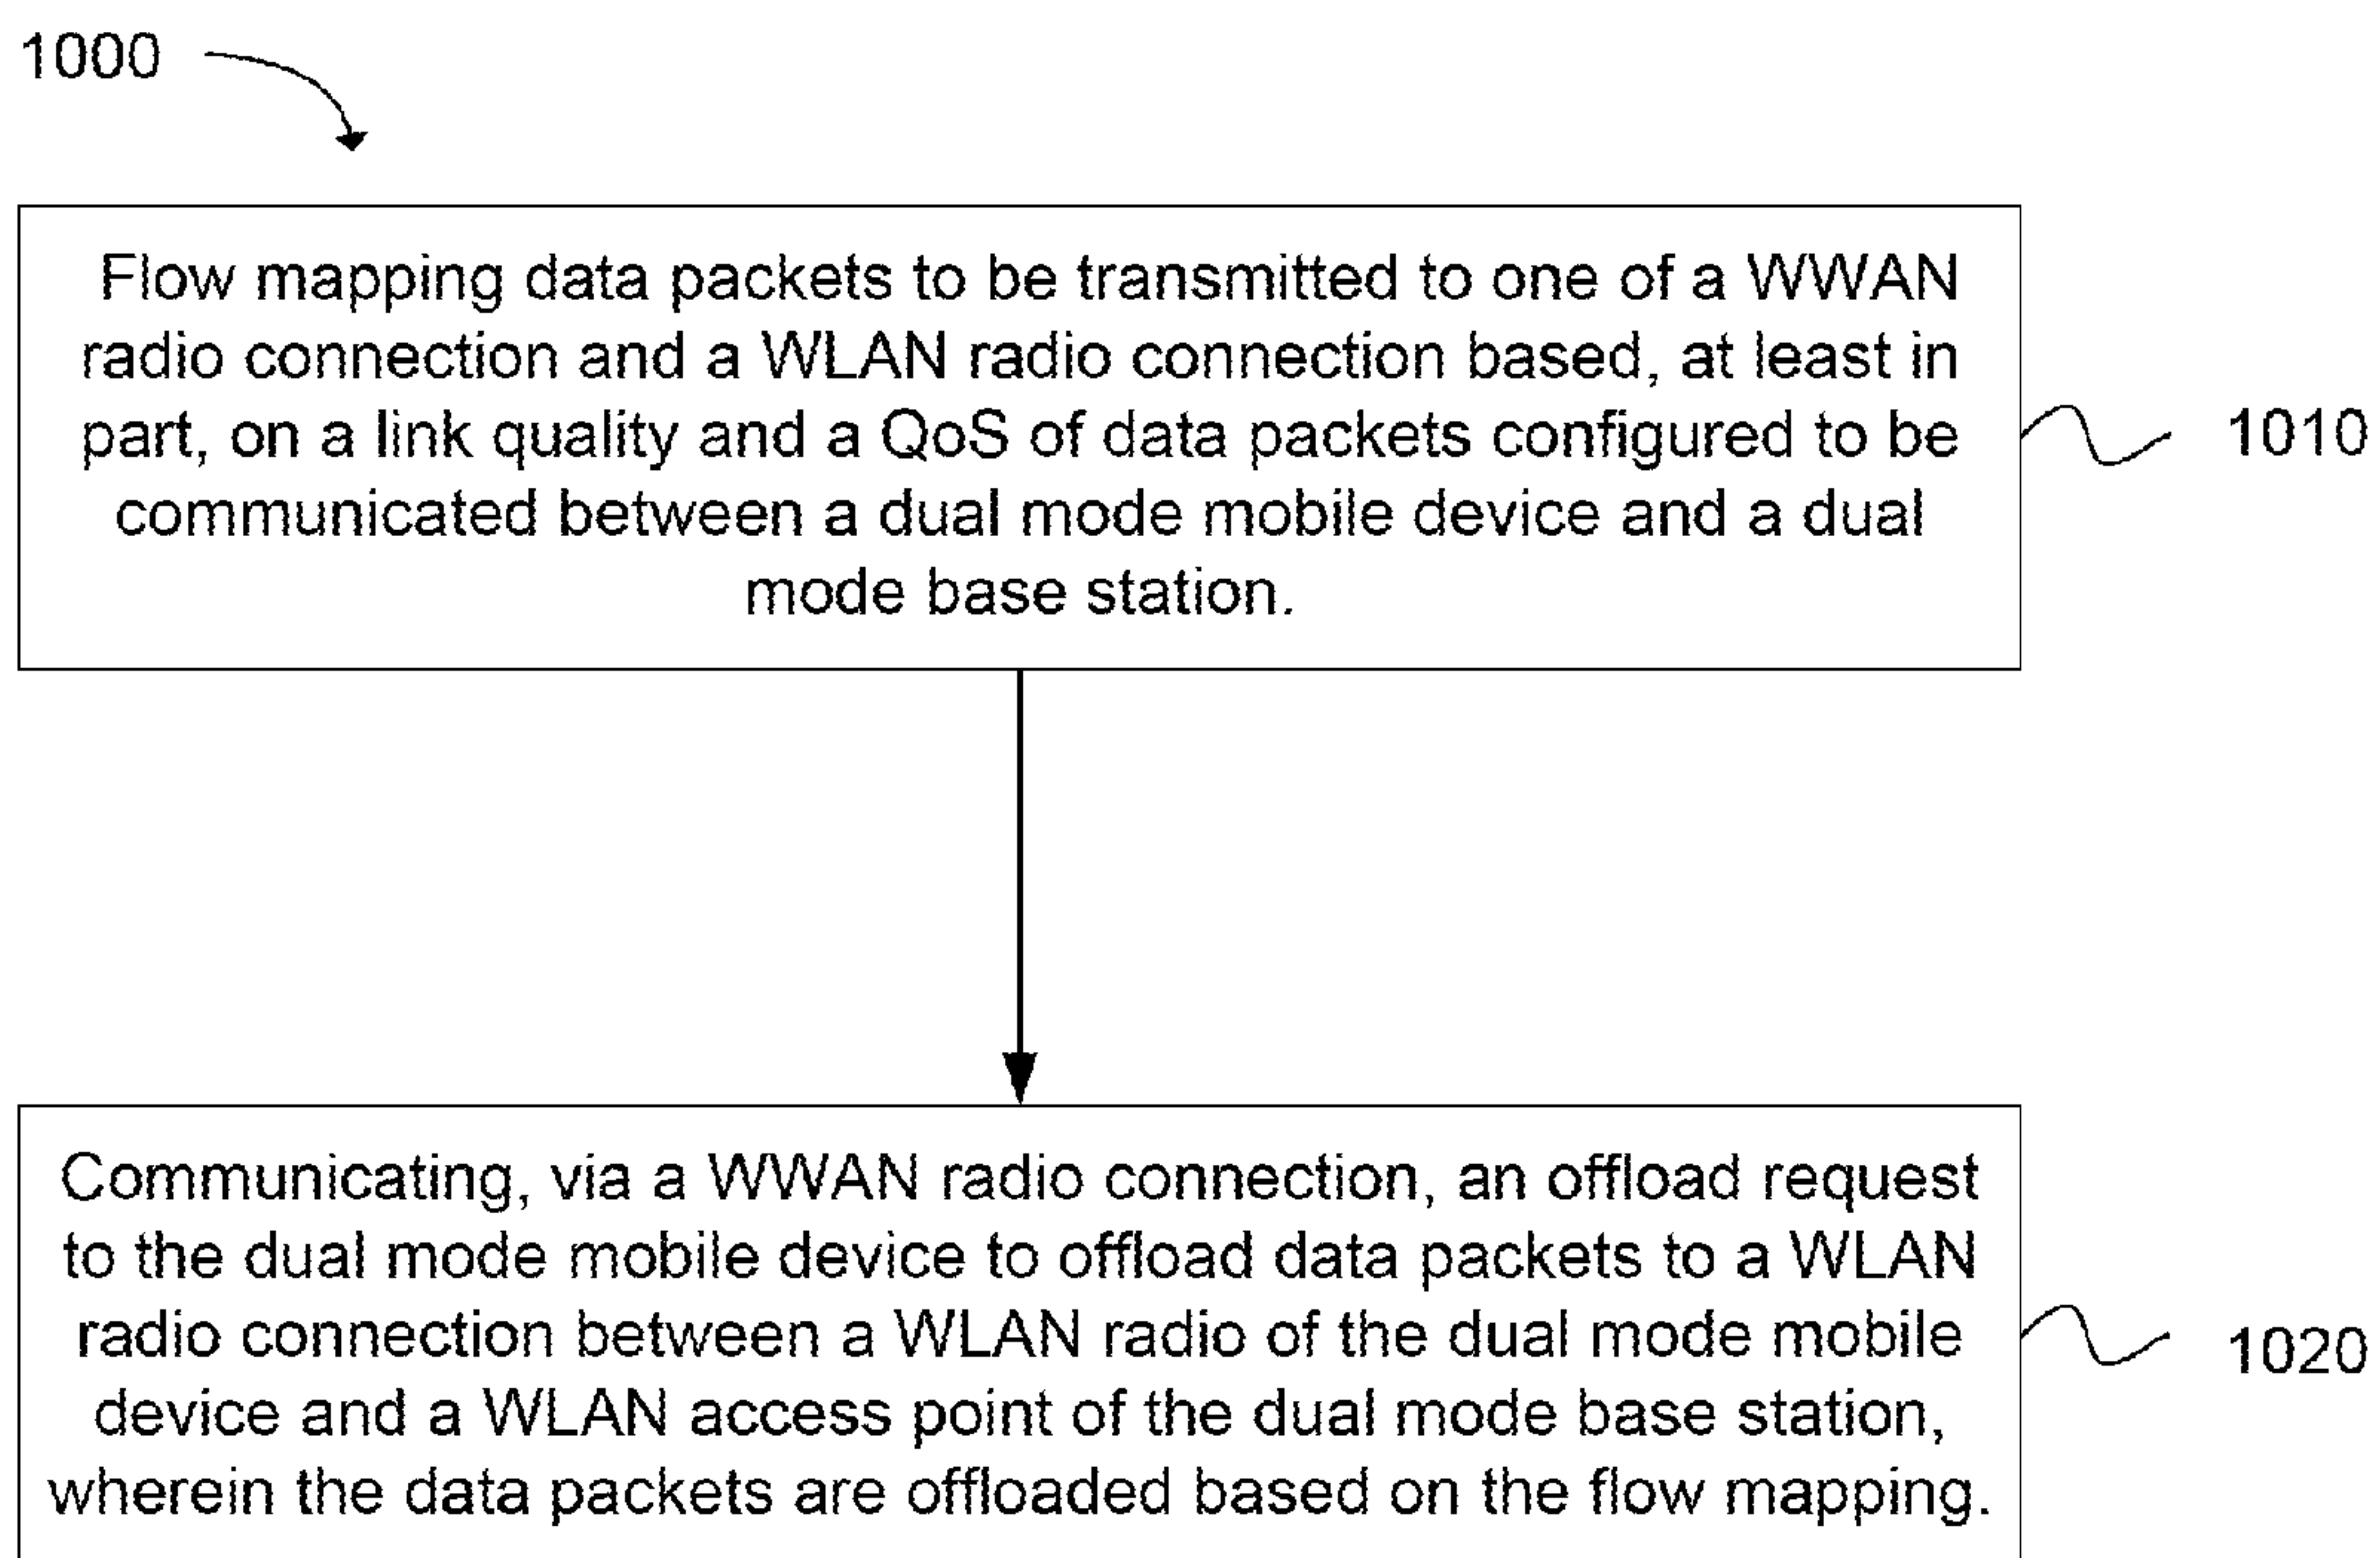 1000
Flow mapping data packets to be transmitted to one of a WWAN
radio connection and a WLAN radio connection based, at least in
part, on a link quality and a QoS of data packets configured to be
communicated between a dual mode mobile device and a dual
mode base station.
1010
Communicating, via a WWAN radio connection, an offload request
to the dual mode mobile device to offload data packets to a WLAN
radio connection between a WLAN radio of the dual mode mobile
device and a WLAN access point of the dual mode base station,
wherein the data packets are offloaded based on the flow mapping.
1020